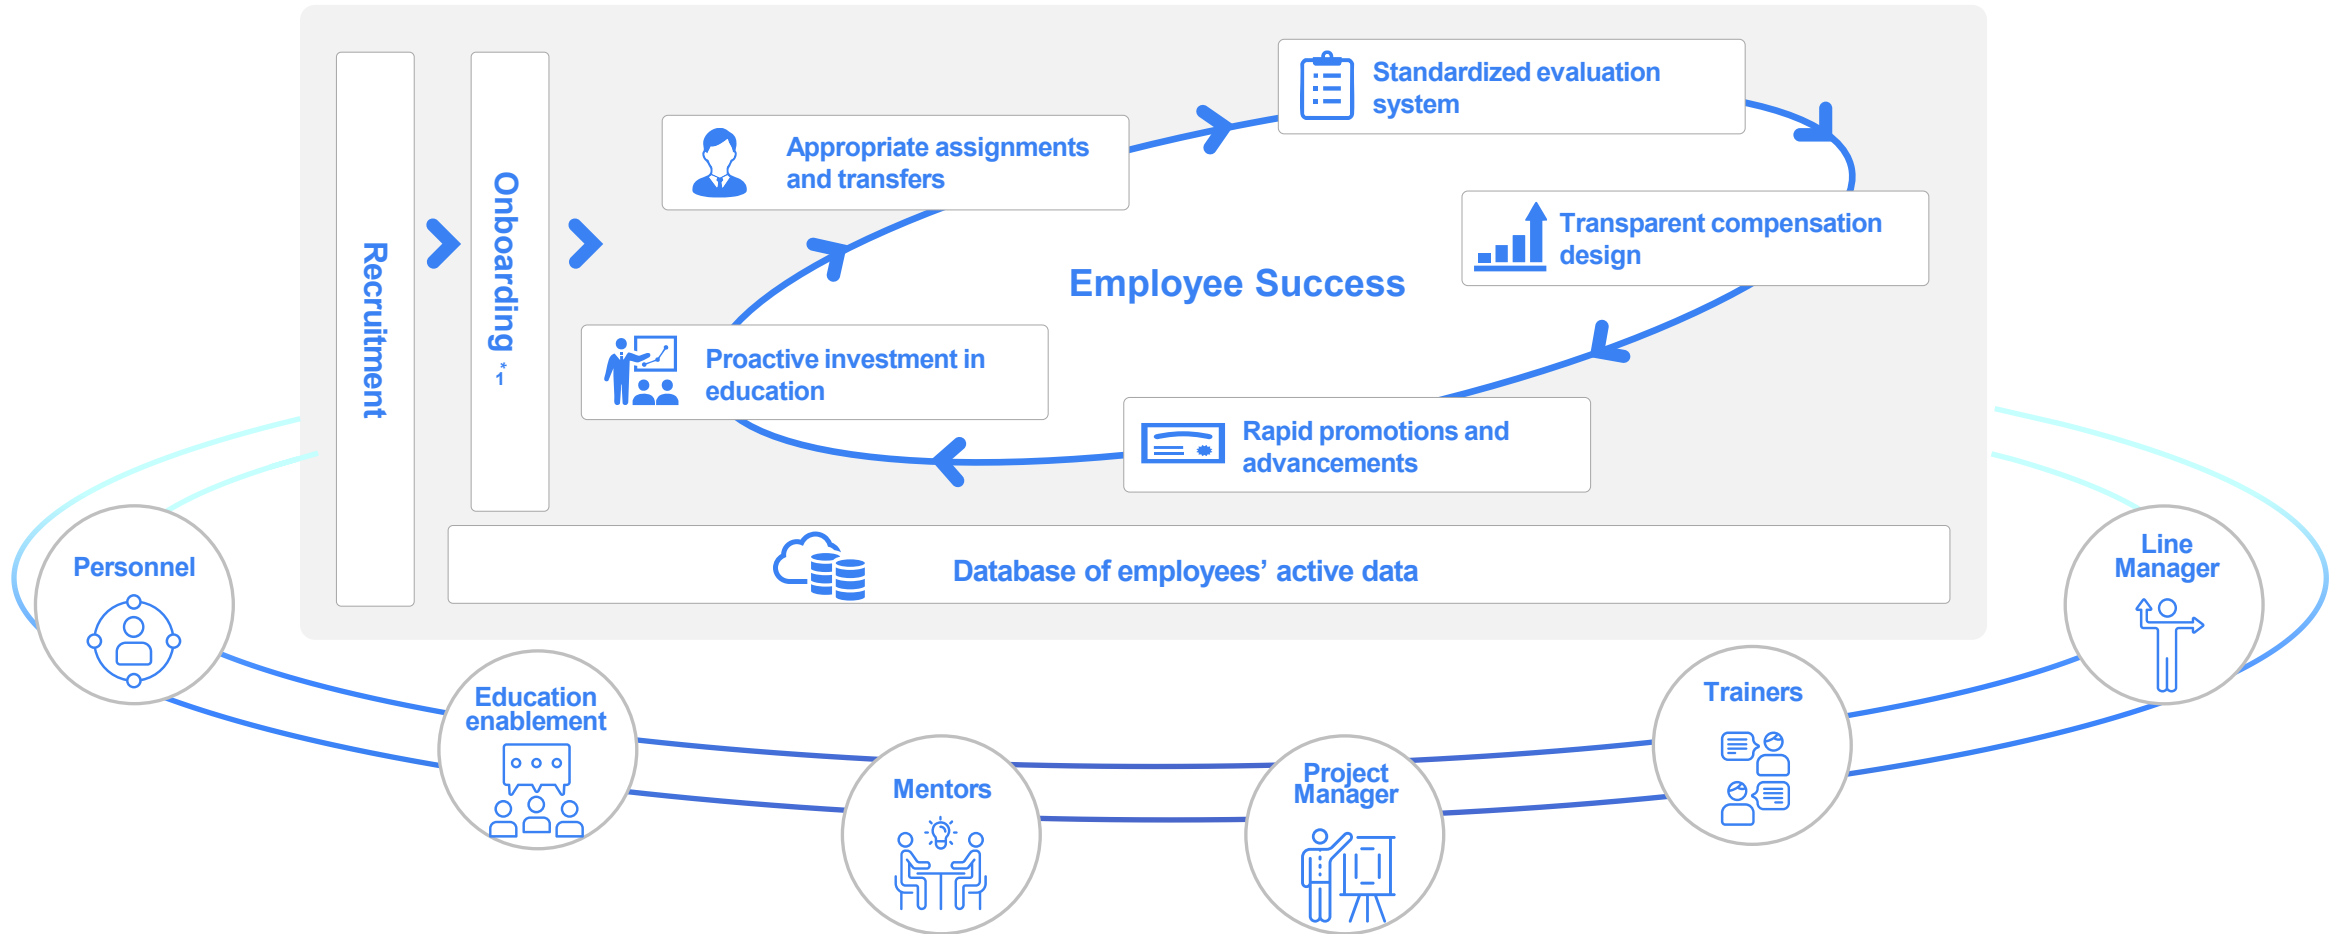 Recruitment
Onboarding *1
Appropriate assignments
and transfers
Standardized evaluation
system
Transparent compensation
design
Employee Success
Proactive investment in
education
Rapid promotions and
advancements
Database of employees’ active data
Personnel
Education
enablement
Mentors
Project
Manager
Trainers
Line
Manager